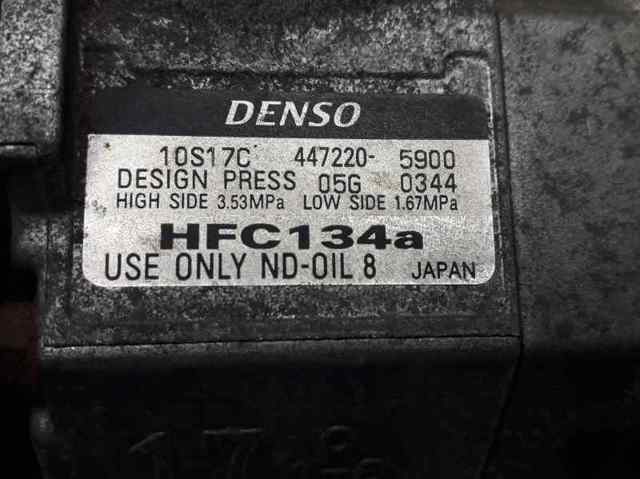 DENSO
10S17C 447220- 5900
DESIGN PRESS 05G 0344
HIGH SIDE 3.53MPa LOW SIDE 1.67MPa
HFC134a
USE ONLY ND-OIL 8 JAPAN
17